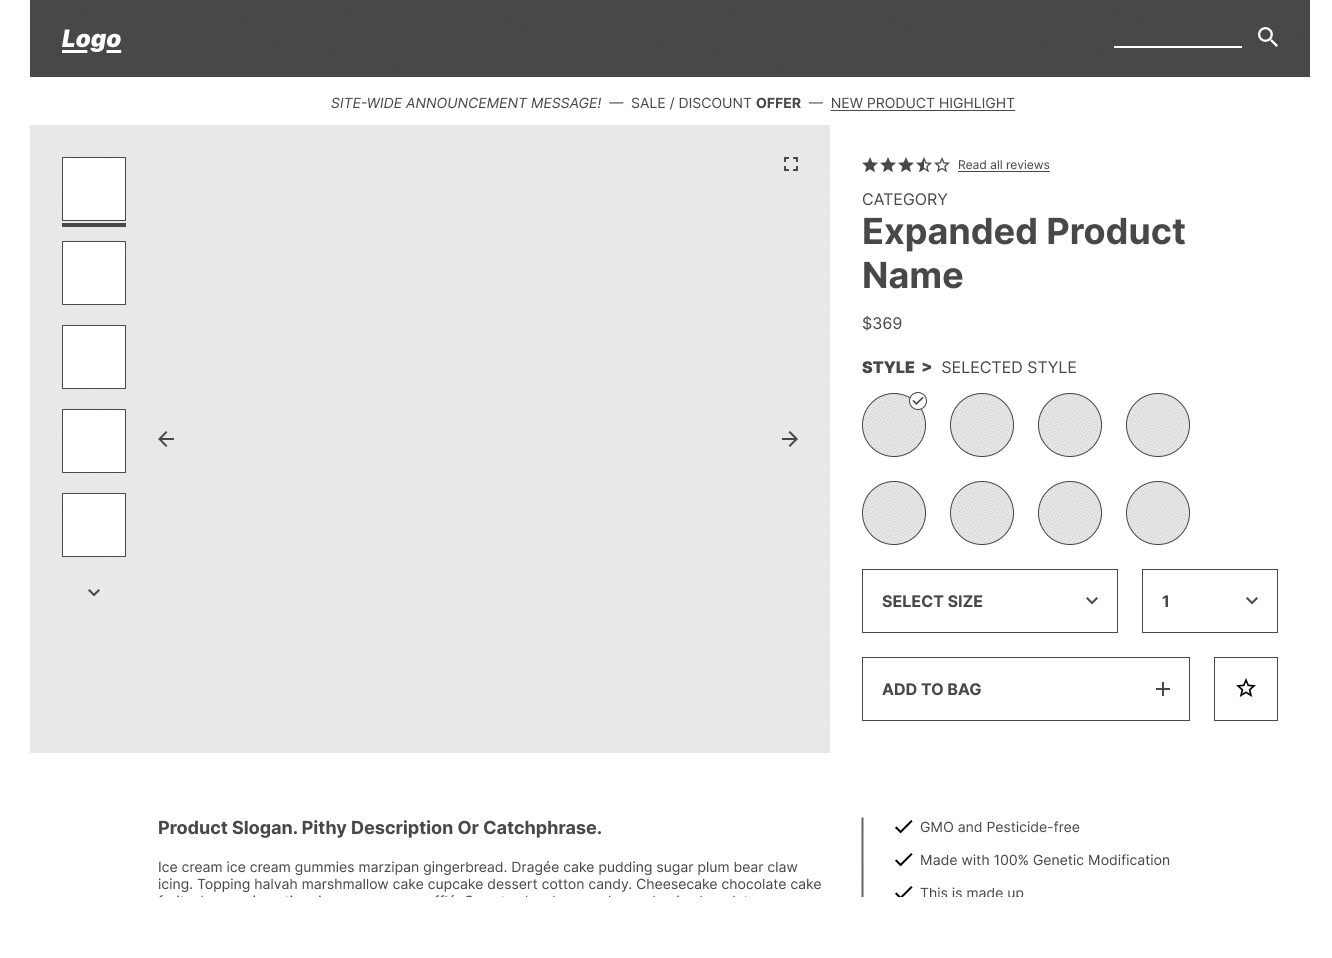 Logo
SITE-WIDE ANNOUNCEMENT MESSAGE! — SALE / DISCOUNT OFFER — NEW PRODUCT HIGHLIGHT
Read all reviews
CATEGORY
Expanded Product
Name
$369
STYLE > SELECTED STYLE
SELECT SIZE
1
ADD TO BAG
Product Slogan. Pithy Description Or Catchphrase.
Ice cream ice cream gummies marzipan gingerbread. Dragée cake pudding sugar plum bear claw
icing. Topping halvah marshmallow cake cupcake dessert cotton candy. Cheesecake chocolate cake
GMO and Pesticide-free
Made with 100% Genetic Modification
This is made up